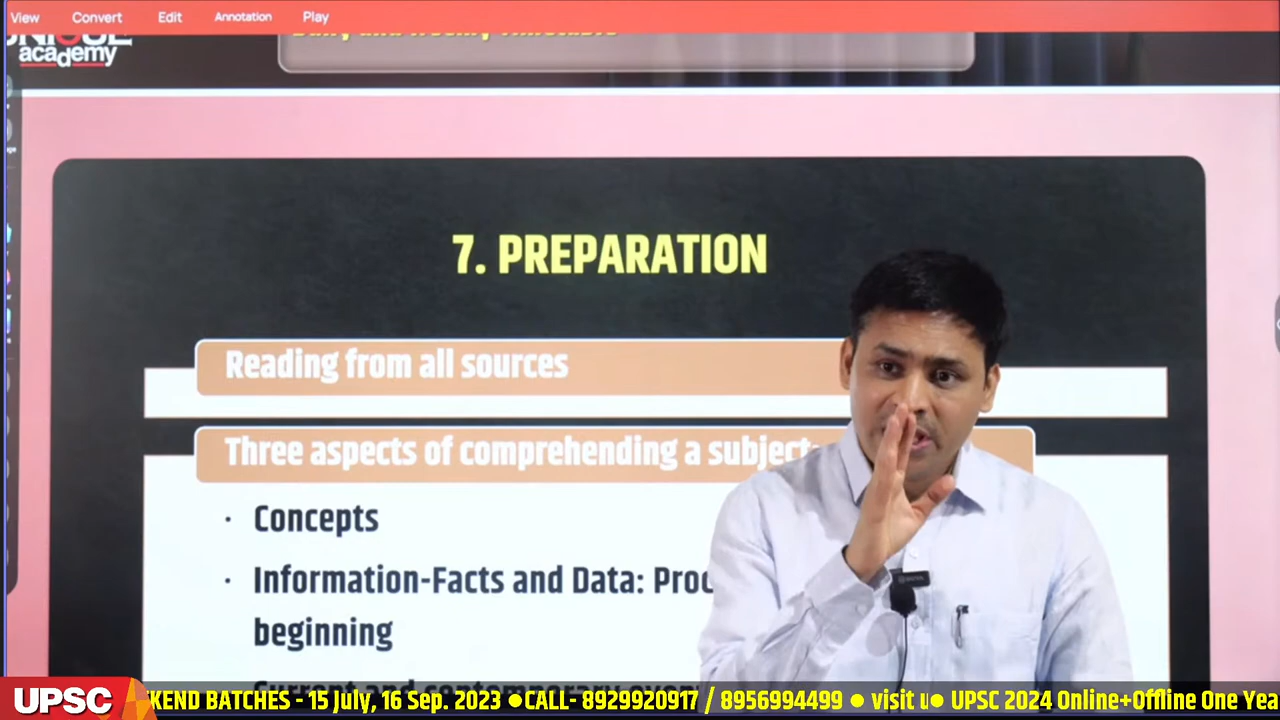 View Convert Edit Annotation Play
academy
7. PREPARATION
Reading from all sources
Three aspects of comprehending a subject:
· Concepts
· Information-Facts and Data:
beginning
UPSC
KEND BATCHES - 15 July, 16 Sep. 2023 ●CALL- 8929920917 / 8956994499 ● visit u● UPSC 2024 Online+Offline One Yea